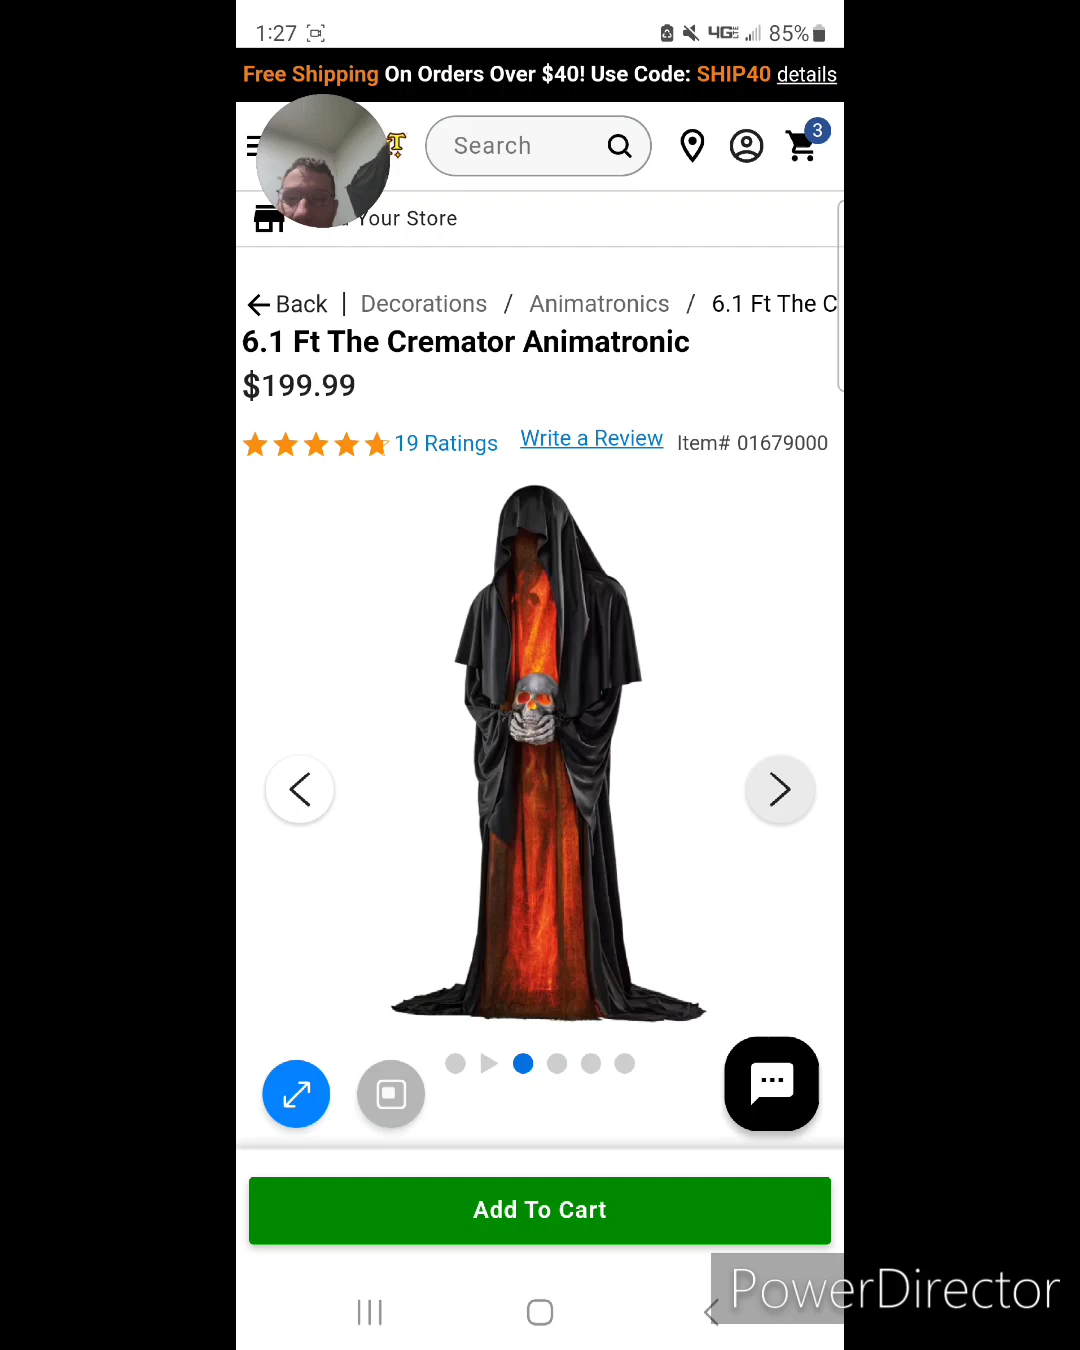 1:27 4GE 85%
Free Shipping On Orders Over $40! Use Code: SHIP40 details
T Search 3
Your Store
Back | Decorations / Animatronics / 6.1 Ft The C
6.1 Ft The Cremator Animatronic
$199.99
19 Ratings Write a Review Item# 01679000
Add To Cart
PowerDirector